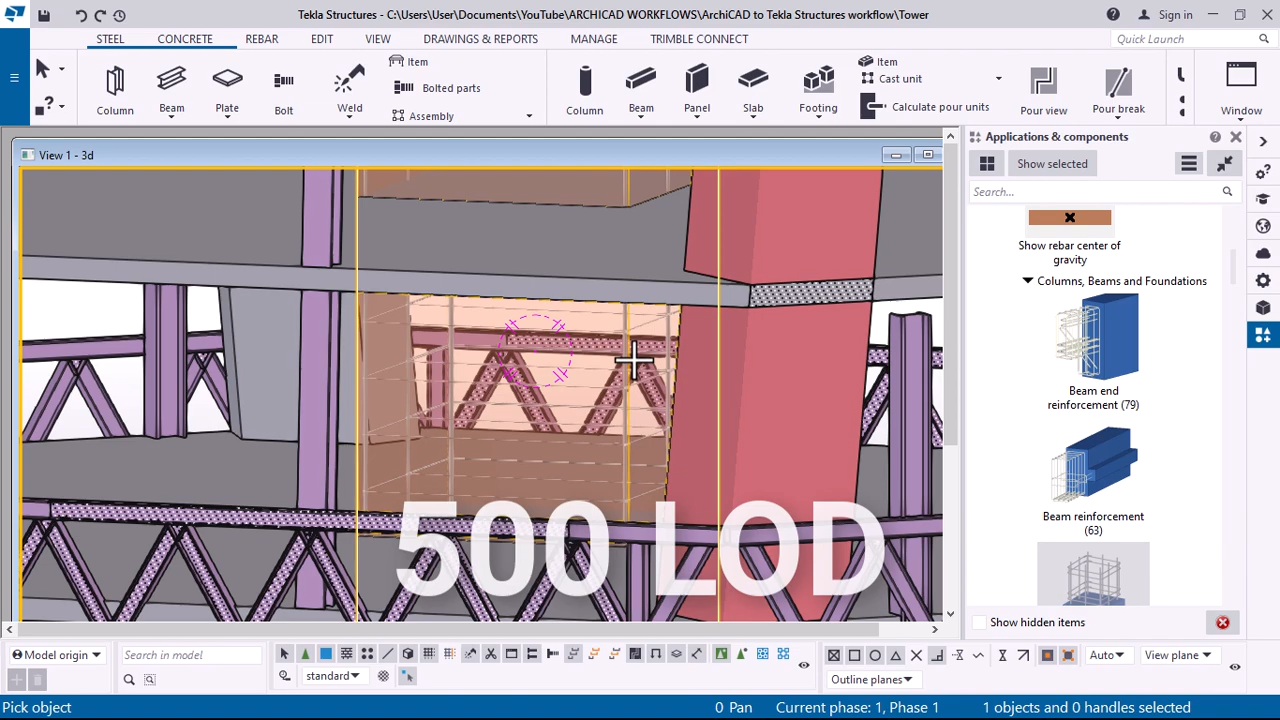 Tekla Structures - C:\Users\User\Documents\YouTube\ARCHICAD WORKFLOWS\ArchiCAD to Tekla Structures workflow\Tower
Sign in
STEEL CONCRETE REBAR EDIT VIEW DRAWINGS & REPORTS MANAGE TRIMBLE CONNECT
Quick Launch
Column Beam Plate Bolt Weld
Item
Bolted parts
Assembly
Column Beam Panel Slab Footing
Item
Cast unit
Calculate pour units
Pour view Pour break
Window
View 1 - 3d
500 LOD
Applications & components
Show selected
Search...
Show rebar center of
gravity
Columns, Beams and Foundations
Beam end
reinforcement (79)
Beam reinforcement
(63)
Show hidden items
Model origin
Search in model
standard
Auto
View plane
Outline planes
Pick object
0 Pan
Current phase: 1, Phase 1
1 objects and 0 handles selected